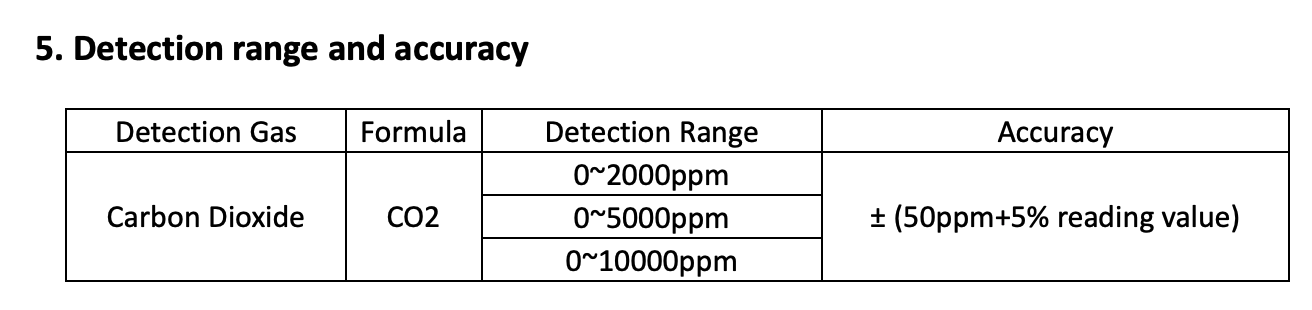 5. Detection range and accuracy
Detection Gas Formula Detection Range Accuracy
Carbon Dioxide CO2 0~2000ppm ± (50ppm+5% reading value)
0~5000ppm
0~10000ppm